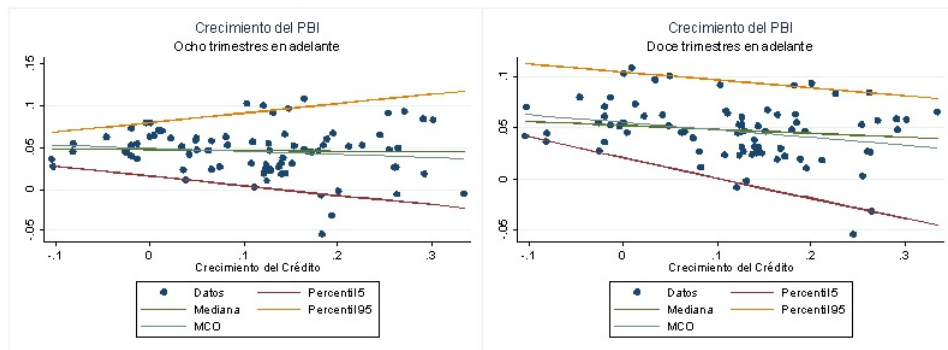 Crecimiento del PBI
Ocho trimestres en adelante
.15
.1
.05
0
-.05
-.1
0
.1
.2
.3
Crecimiento del Crédito
Datos
Percentil5
Mediana
Percentil95
MCO
Crecimiento del PBI
Doce trimestres en adelante
.1
.05
0
-.05
-.1
0
.1
.2
.3
Crecimiento del Crédito
Datos
Percentil5
Mediana
Percentil95
MCO